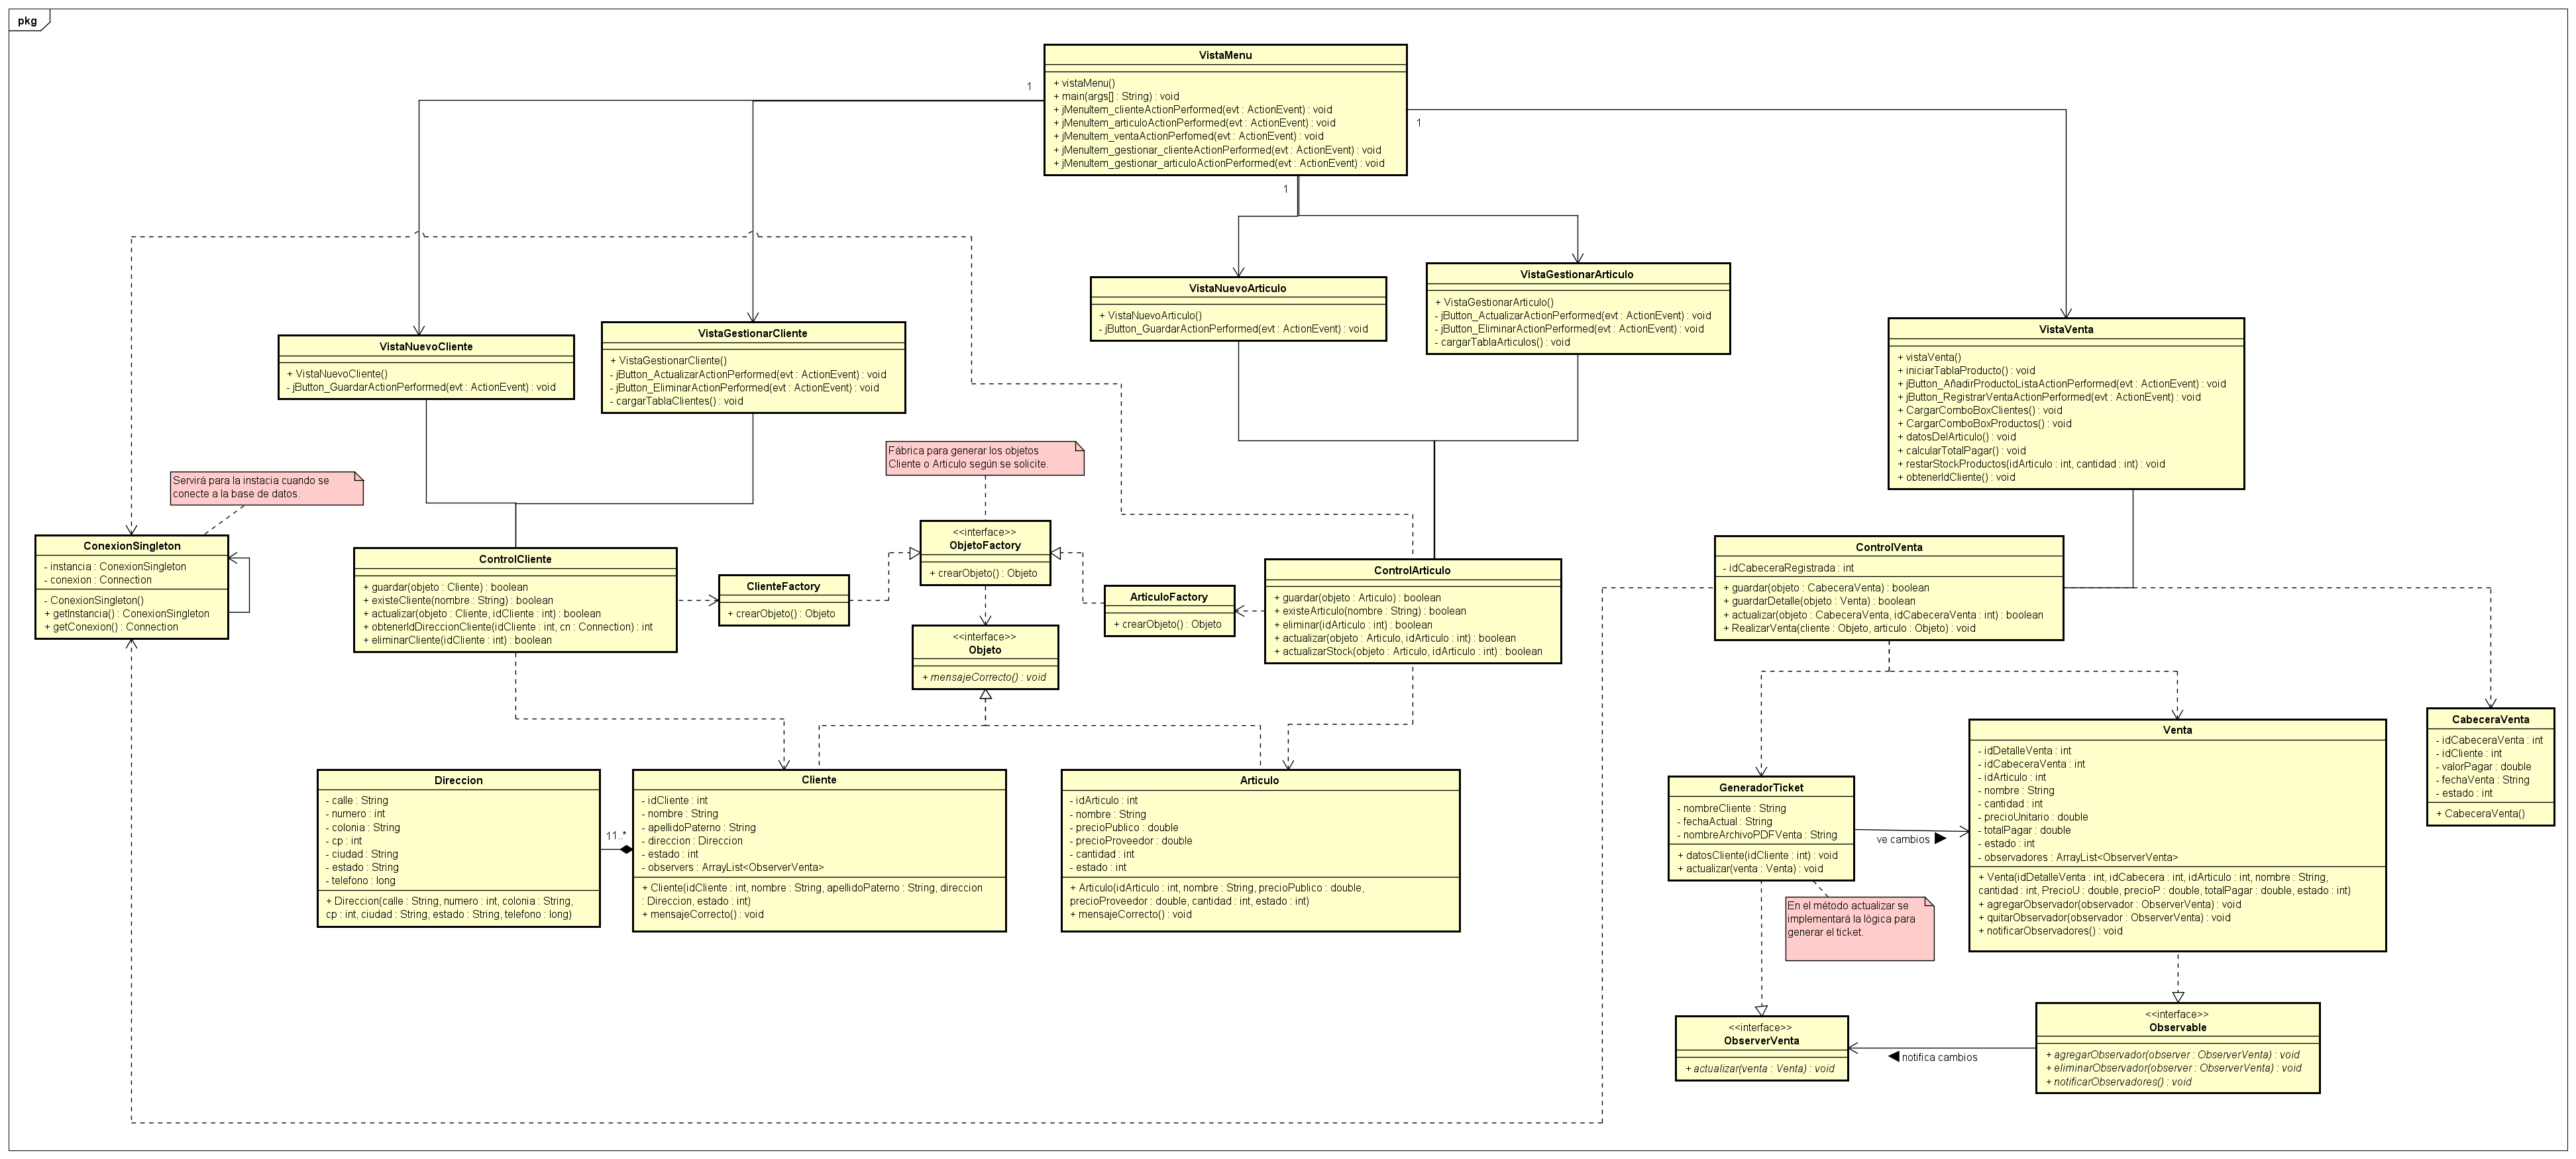 pkg
VistaMenu
+ vistaMenu()
+ main(args[] : String) : void
+ jMenuItem_clienteActionPerformed(evt : ActionEvent) : void
+ jMenuItem_articuloActionPerformed(evt : ActionEvent) : void
+ jMenuItem_ventaActionPerfomed(evt : ActionEvent) : void
+ jMenuItem_gestionar_clienteActionPerformed(evt : ActionEvent) : void
+ jMenuItem_gestionar_articuloActionPerformed(evt : ActionEvent) : void
1
1
1
VistaNuevoCliente
+ VistaNuevoCliente()
- jButton_GuardarActionPerformed(evt : ActionEvent) : void
VistaGestionarCliente
+ VistaGestionarCliente()
- jButton_ActualizarActionPerformed(evt : ActionEvent) : void
- jButton_EliminarActionPerformed(evt : ActionEvent) : void
- cargarTablaClientes() : void
VistaNuevoArticulo
+ VistaNuevoArticulo()
- jButton_GuardarActionPerformed(evt : ActionEvent) : void
VistaGestionarArticulo
+ VistaGestionarArticulo()
- jButton_ActualizarActionPerformed(evt : ActionEvent) : void
- jButton_EliminarActionPerformed(evt : ActionEvent) : void
- cargarTablaArticulos() : void
VistaVenta
+ vistaVenta()
+ iniciarTablaProducto() : void
+ jButton_AñadirProductoListaActionPerformed(evt : ActionEvent) : void
+ jButton_RegistrarVentaActionPerformed(evt : ActionEvent) : void
+ CargarComboBoxClientes() : void
+ CargarComboBoxProductos() : void
+ datosDelArticulo() : void
+ calcularTotalPagar() : void
+ restarStockProductos(idArticulo : int, cantidad : int) : void
+ obtenerIdCliente() : void
Servirá para la instacia cuando se
conecte a la base de datos.
Fábrica para generar los objetos
Cliente o Articulo según se solicite.
ConexionSingleton
- instancia : ConexionSingleton
- conexion : Connection
- ConexionSingleton()
+ getInstancia() : ConexionSingleton
+ getConexion() : Connection
ControlCliente
+ guardar(objeto : Cliente) : boolean
+ existeCliente(nombre : String) : boolean
+ actualizar(objeto : Cliente, idCliente : int) : boolean
+ obtenerIdDireccionCliente(idCliente : int, cn : Connection) : int
+ eliminarCliente(idCliente : int) : boolean
ClienteFactory
+ crearObjeto() : Objeto
<<interface>>
ObjetoFactory
+ crearObjeto() : Objeto
<<interface>>
Objeto
+ mensajeCorrecto() : void
ArticuloFactory
+ crearObjeto() : Objeto
ControlArticulo
+ guardar(objeto : Articulo) : boolean
+ existeArticulo(nombre : String) : boolean
+ eliminar(idArticulo : int) : boolean
+ actualizar(objeto : Articulo, idArticulo : int) : boolean
+ actualizarStock(objeto : Articulo, idArticulo : int) : boolean
ControlVenta
- idCabeceraRegistrada : int
+ guardar(objeto : CabeceraVenta) : boolean
+ guardarDetalle(objeto : Venta) : boolean
+ actualizar(objeto : CabeceraVenta, idCabeceraVenta : int) : boolean
+ RealizarVenta(cliente : Objeto, articulo : Objeto) : void
Direccion
- calle : String
- numero : int
- colonia : String
- cp : int
- ciudad : String
- estado : String
- telefono : long
+ Direccion(calle : String, numero : int, colonia : String,
cp : int, ciudad : String, estado : String, telefono : long)
11..*
Cliente
- idCliente : int
- nombre : String
- apellidoPaterno : String
- direccion : Direccion
- estado : int
- observers : ArrayList<ObserverVenta>
+ Cliente(idCliente : int, nombre : String, apellidoPaterno : String, direccion
: Direccion, estado : int)
+ mensajeCorrecto() : void
Articulo
- idArticulo : int
- nombre : String
- precioPublico : double
- precioProveedor : double
- cantidad : int
- estado : int
+ Articulo(idArticulo : int, nombre : String, precioPublico : double,
precioProveedor : double, cantidad : int, estado : int)
+ mensajeCorrecto() : void
GeneradorTicket
- nombreCliente : String
- fechaActual : String
- nombreArchivoPDFVenta : String
+ datosCliente(idCliente : int) : void
+ actualizar(venta : Venta) : void
ve cambios
En el método actualizar se
implementará la lógica para
generar el ticket.
Venta
- idDetalleVenta : int
- idCabeceraVenta : int
- idArticulo : int
- nombre : String
- cantidad : int
- precioUnitario : double
- totalPagar : double
- estado : int
- observadores : ArrayList<ObserverVenta>
+ Venta(idDetalleVenta : int, idCabecera : int, idArticulo : int, nombre : String,
cantidad : int, PrecioU : double, precioP : double, totalPagar : double, estado : int)
+ agregarObservador(observador : ObserverVenta) : void
+ quitarObservador(observador : ObserverVenta) : void
+ notificarObservadores() : void
CabeceraVenta
- idCabeceraVenta : int
- idCliente : int
- valorPagar : double
- fechaVenta : String
- estado : int
+ CabeceraVenta()
<<interface>>
ObserverVenta
+ actualizar(venta : Venta) : void
notifica cambios
<<interface>>
Observable
+ agregarObservador(observer : ObserverVenta) : void
+ eliminarObservador(observer : ObserverVenta) : void
+ notificarObservadores() : void